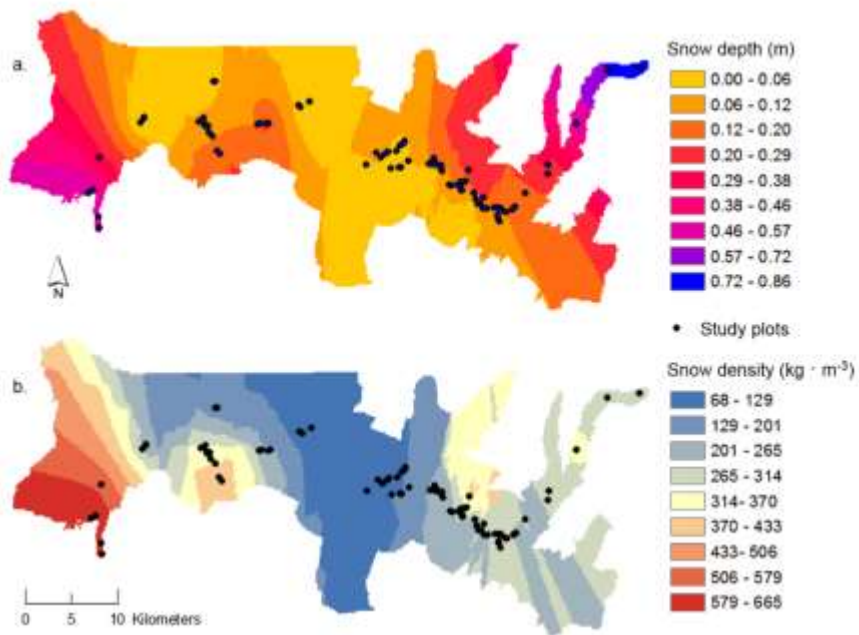 a.
Snow depth (m)
0.00 - 0.06
0.06 - 0.12
0.12 - 0.20
0.20 - 0.29
0.29 - 0.38
0.38 - 0.46
0.46 - 0.57
0.57 - 0.72
0.72 - 0.86
N
Study plots
b.
Snow density (kg · m-3)
68 - 129
129 - 201
201 - 265
265 - 314
314 - 370
370 - 433
433- 506
506 - 579
579 - 665
0 5 10 Kilometers